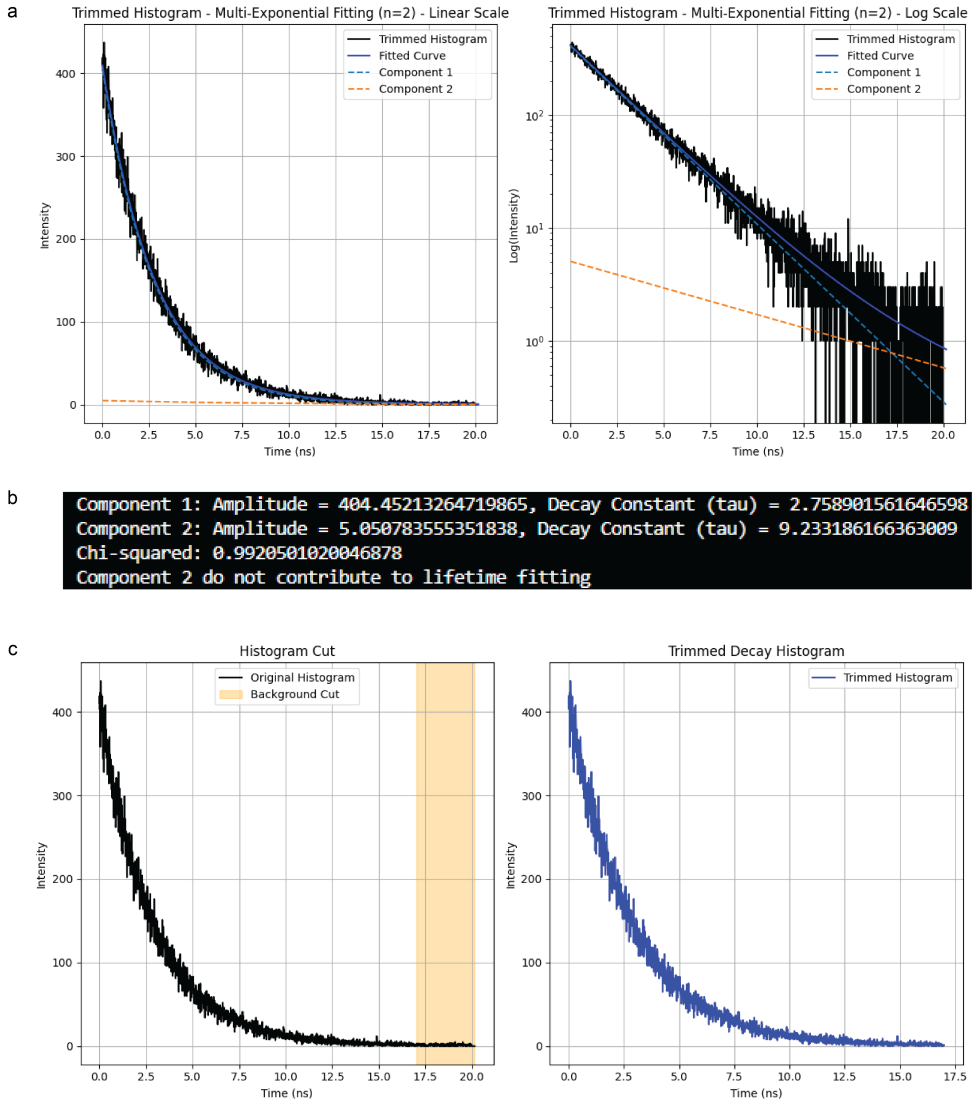 a
Trimmed Histogram - Multi-Exponential Fitting (n=2) - Linear Scale
Trimmed Histogram
Fitted Curve
Component 1
Component 2
400
300
200
100
0
Intensity
0.0 2.5 5.0 7.5 10.0 12.5 15.0 17.5 20.0
Time (ns)
Trimmed Histogram - Multi-Exponential Fitting (n=2) - Log Scale
Trimmed Histogram
Fitted Curve
Component 1
Component 2
10²
10¹
10⁰
Log(Intensity)
0.0 2.5 5.0 7.5 10.0 12.5 15.0 17.5 20.0
Time (ns)
b
Component 1: Amplitude = 404.45213264719865, Decay Constant (tau) = 2.758901561646598
Component 2: Amplitude = 5.050783555351838, Decay Constant (tau) = 9.233186166363009
Chi-squared: 0.9920501020046878
Component 2 do not contribute to lifetime fitting
c
Histogram Cut
Original Histogram
Background Cut
400
300
200
100
0
Intensity
0.0 2.5 5.0 7.5 10.0 12.5 15.0 17.5 20.0
Time (ns)
Trimmed Decay Histogram
Trimmed Histogram
400
300
200
100
0
Intensity
0.0 2.5 5.0 7.5 10.0 12.5 15.0 17.5
Time (ns)